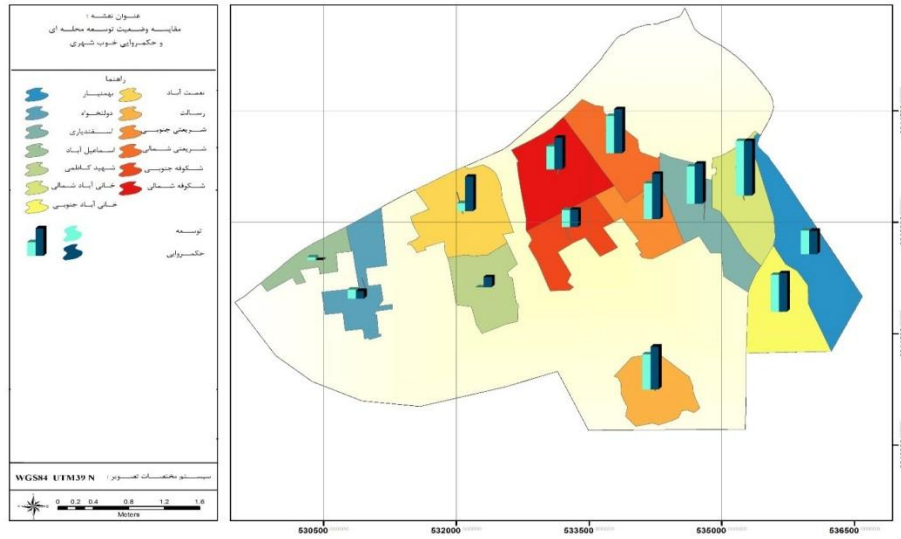 عنوان نقشه :
مقایسه وضعیت توسعه محله ای
و حکمروایی خوب شهری
راهنما
نعمت آباد
بهمنیار
رسالت
دولتخواه
شریعتی جنوبی
اسفندیاری
شریعتی شمالی
اسماعیل آباد
شکوفه جنوبی
شهید کاظمی
شکوفه شمالی
خانی آباد شمالی
خانی آباد جنوبی
توسعه
حکمروایی
سیستم مختصات تصویر :
WGS84 UTM39 N
0 0.2 0.4 0.8 1.2 1.6
Meters
530500 532000 533500 535000 536500